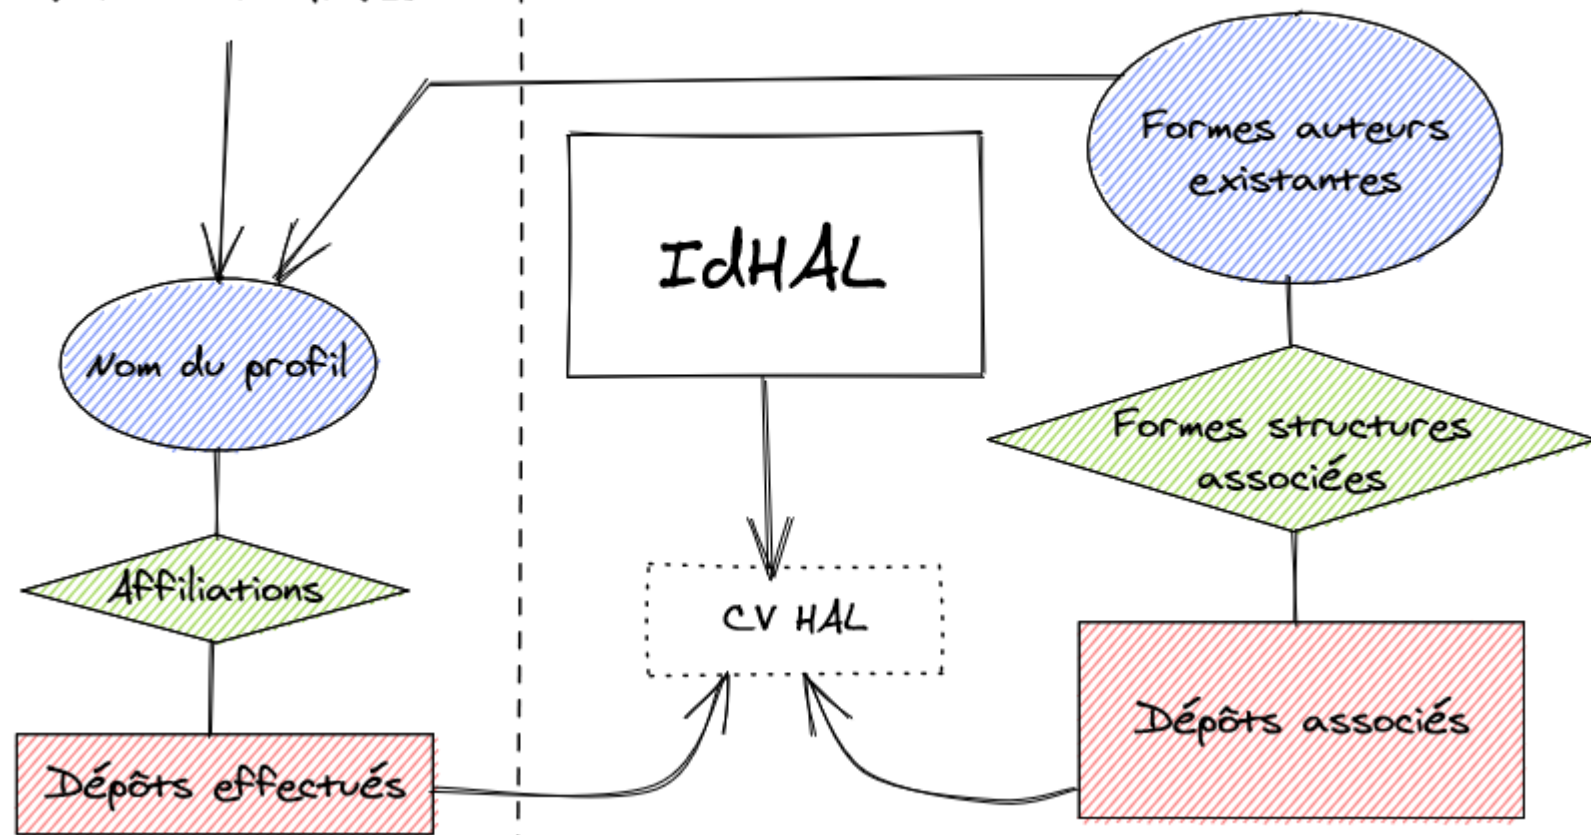 Formes auteurs
existantes
IdHAL
Nom du profil
Formes structures
associées
Affiliations
CV HAL
Dépôts associés
Dépôts effectués